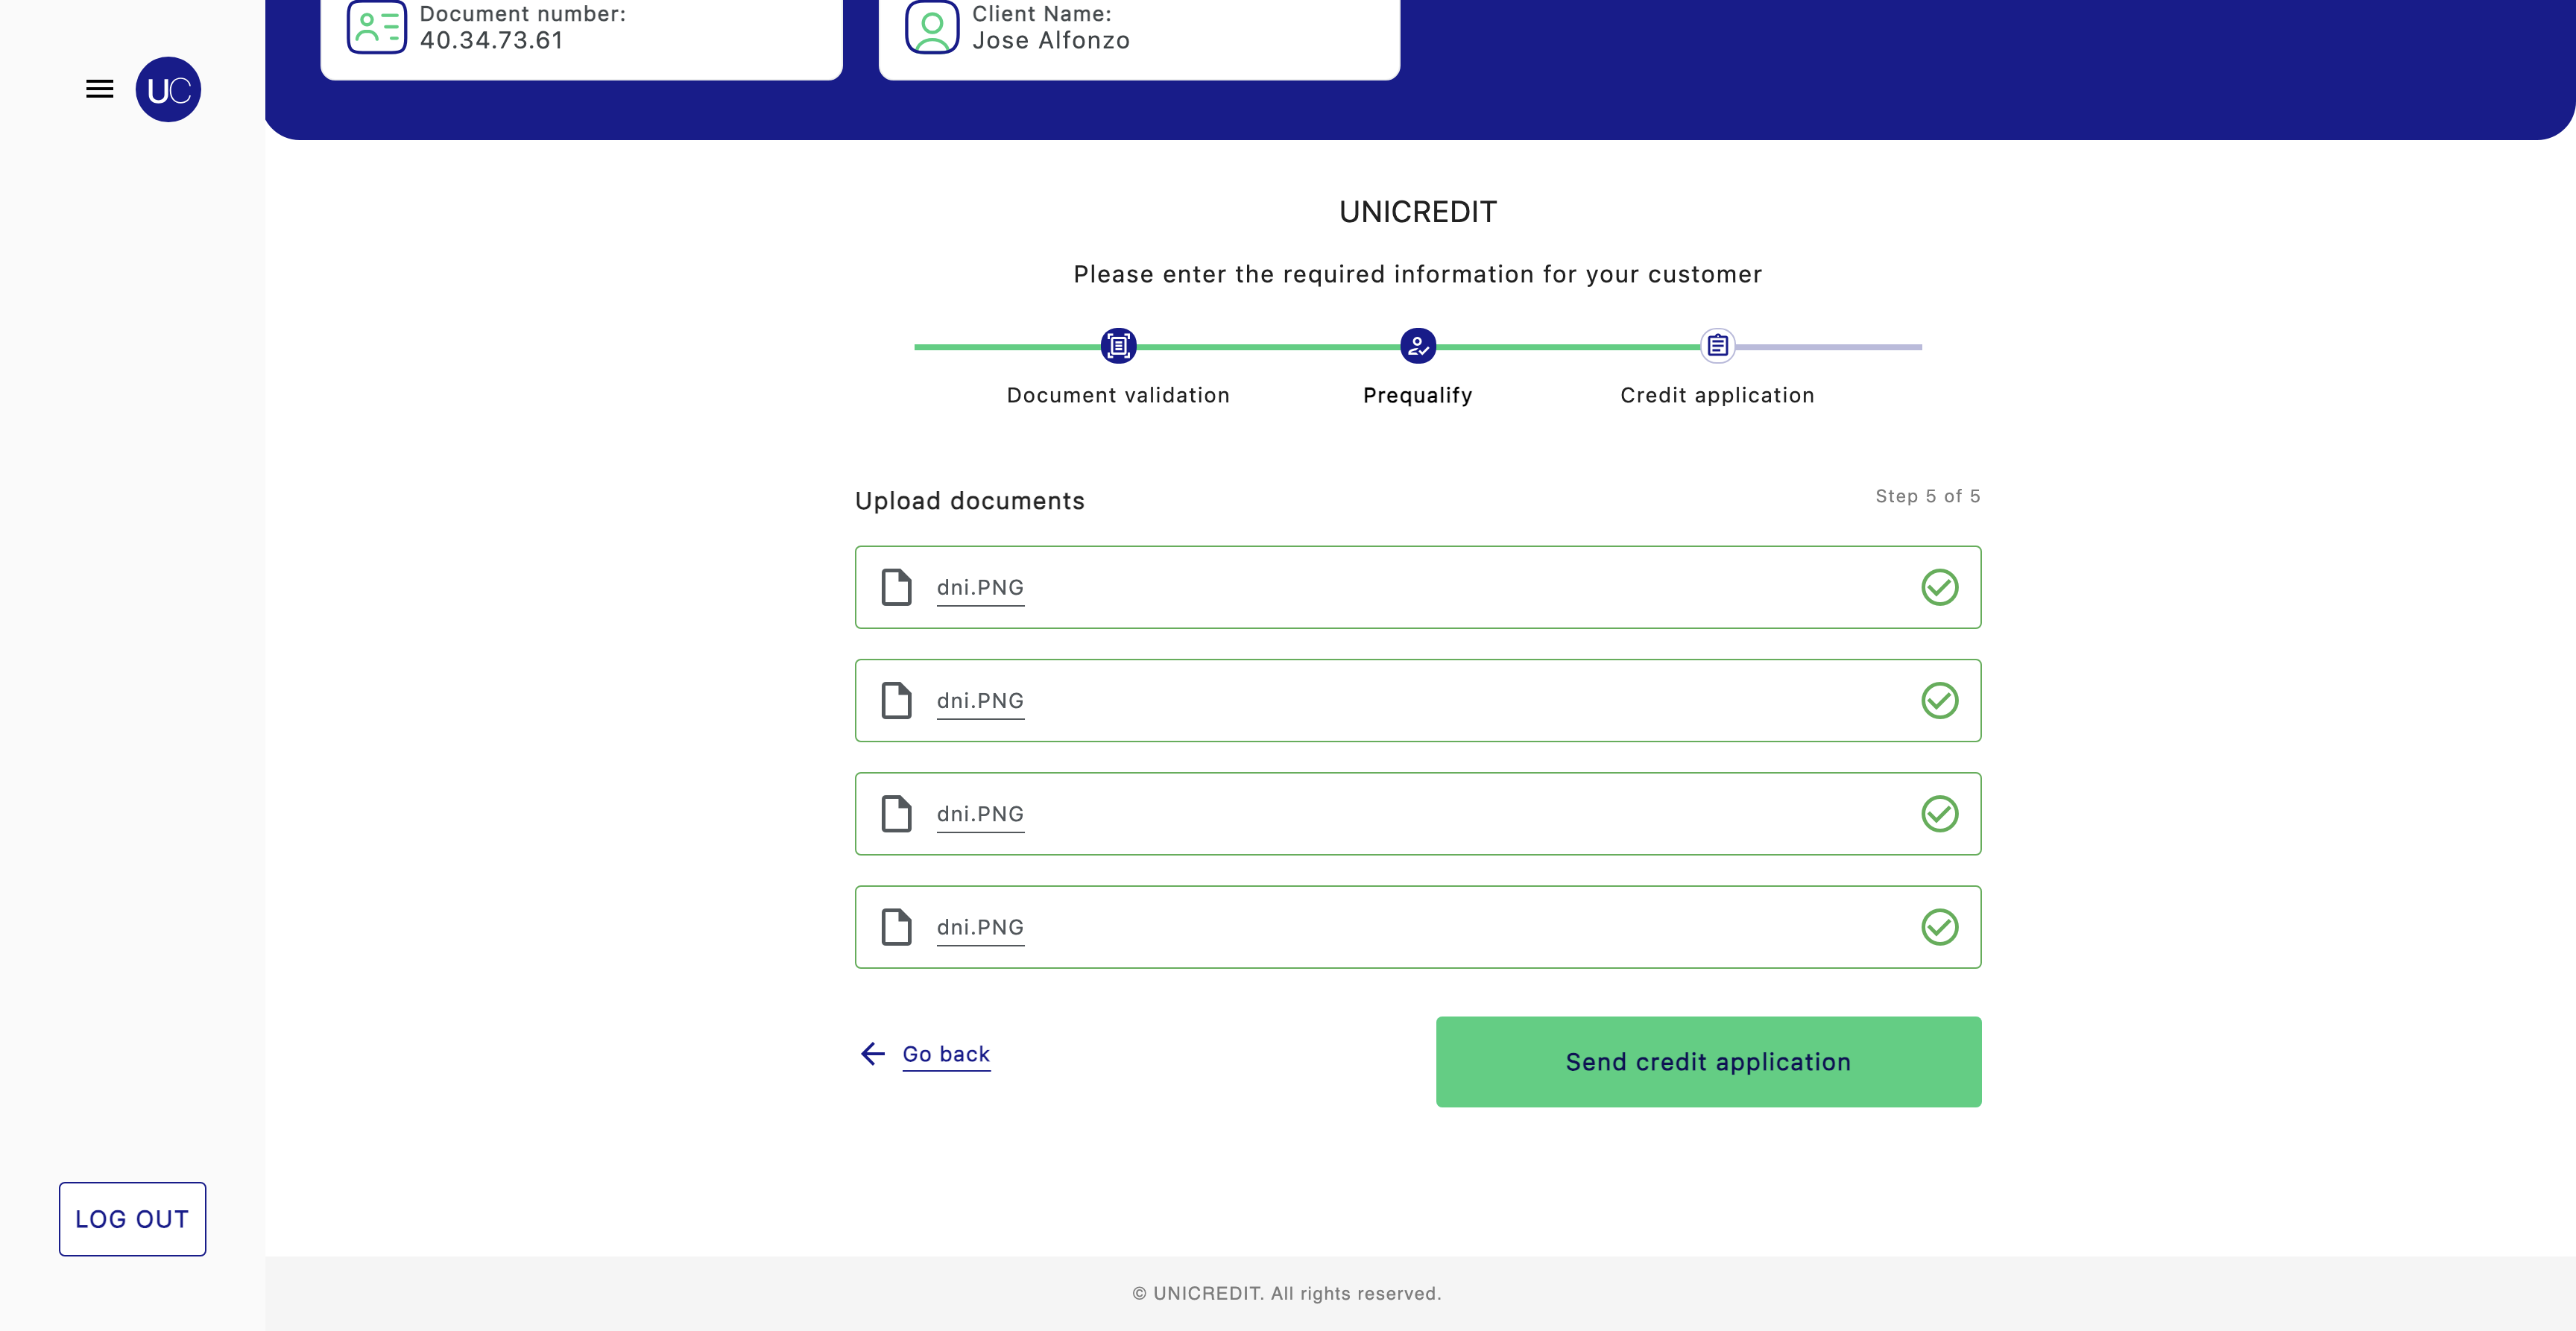 Document number:
40.34.73.61
Client Name:
Jose Alfonzo
UC
UNICREDIT
Please enter the required information for your customer
Document validation
Prequalify
Credit application
Upload documents
Step 5 of 5
dni.PNG
dni.PNG
dni.PNG
dni.PNG
Go back
Send credit application
LOG OUT
© UNICREDIT. All rights reserved.